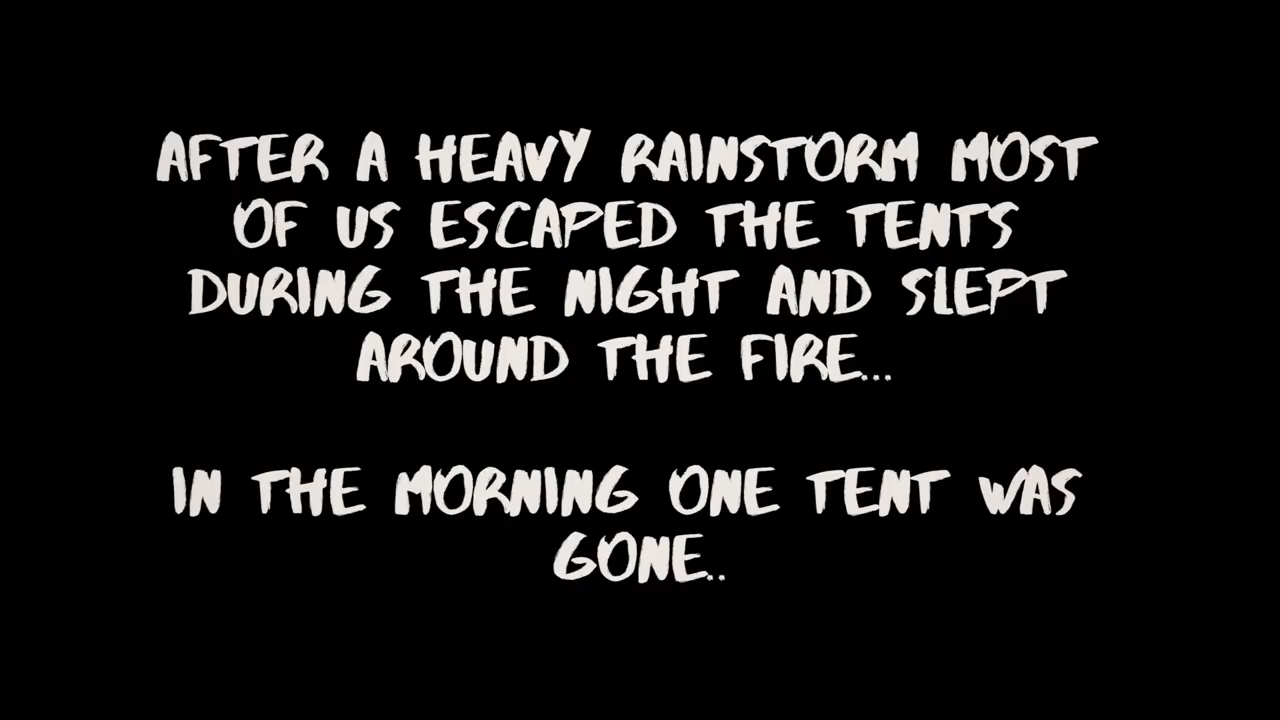 AFTER A HEAVY RAINSTORM MOST
OF US ESCAPED THE TENTS
DURING THE NIGHT AND SLEPT
AROUND THE FIRE...
IN THE MORNING ONE TENT WAS
GONE..